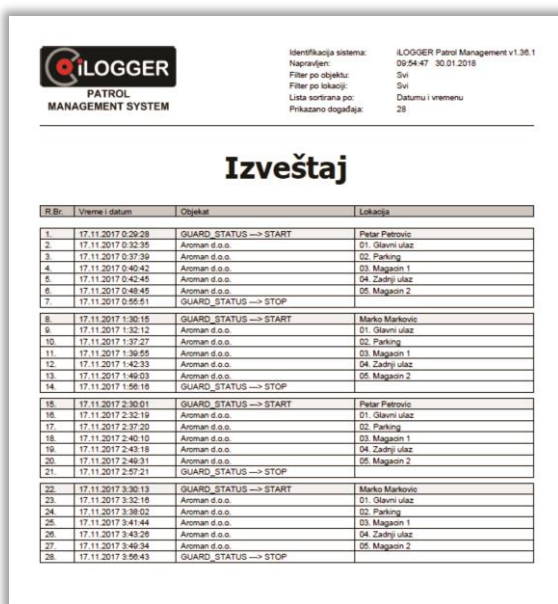 iLOGGER
PATROL
MANAGEMENT SYSTEM
Identifikacija sistema: iLOGGER Patrol Management v1.36.1
Napravljen: 09:54:47 30.01.2018
Filter po objektu: Svi
Filter po lokaciji: Svi
Lista sortirana po: Datumu i vremenu
Prikazano događaja: 28
Izveštaj
R.Br. Vreme i datum Objekat Lokacija
1. 17.11.2017 0:29:28 GUARD_STATUS ---> START Petar Petrovic
2. 17.11.2017 0:32:35 Aroman d.o.o. 01. Glavni ulaz
3. 17.11.2017 0:37:39 Aroman d.o.o. 02. Parking
4. 17.11.2017 0:40:42 Aroman d.o.o. 03. Magacin 1
5. 17.11.2017 0:42:45 Aroman d.o.o. 04. Zadnji ulaz
6. 17.11.2017 0:48:45 Aroman d.o.o. 05. Magacin 2
7. 17.11.2017 0:55:51 GUARD_STATUS ---> STOP
8. 17.11.2017 1:30:15 GUARD_STATUS ---> START Marko Markovic
9. 17.11.2017 1:32:12 Aroman d.o.o. 01. Glavni ulaz
10. 17.11.2017 1:37:27 Aroman d.o.o. 02. Parking
11. 17.11.2017 1:39:55 Aroman d.o.o. 03. Magacin 1
12. 17.11.2017 1:42:33 Aroman d.o.o. 04. Zadnji ulaz
13. 17.11.2017 1:49:03 Aroman d.o.o. 05. Magacin 2
14. 17.11.2017 1:56:16 GUARD_STATUS ---> STOP
15. 17.11.2017 2:30:01 GUARD_STATUS ---> START Petar Petrovic
16. 17.11.2017 2:32:19 Aroman d.o.o. 01. Glavni ulaz
17. 17.11.2017 2:37:20 Aroman d.o.o. 02. Parking
18. 17.11.2017 2:40:10 Aroman d.o.o. 03. Magacin 1
19. 17.11.2017 2:43:18 Aroman d.o.o. 04. Zadnji ulaz
20. 17.11.2017 2:49:31 Aroman d.o.o. 05. Magacin 2
21. 17.11.2017 2:57:21 GUARD_STATUS ---> STOP
22. 17.11.2017 3:30:13 GUARD_STATUS ---> START Marko Markovic
23. 17.11.2017 3:32:16 Aroman d.o.o. 01. Glavni ulaz
24. 17.11.2017 3:38:02 Aroman d.o.o. 02. Parking
25. 17.11.2017 3:41:44 Aroman d.o.o. 03. Magacin 1
26. 17.11.2017 3:43:26 Aroman d.o.o. 04. Zadnji ulaz
27. 17.11.2017 3:49:34 Aroman d.o.o. 05. Magacin 2
28. 17.11.2017 3:56:43 GUARD_STATUS ---> STOP